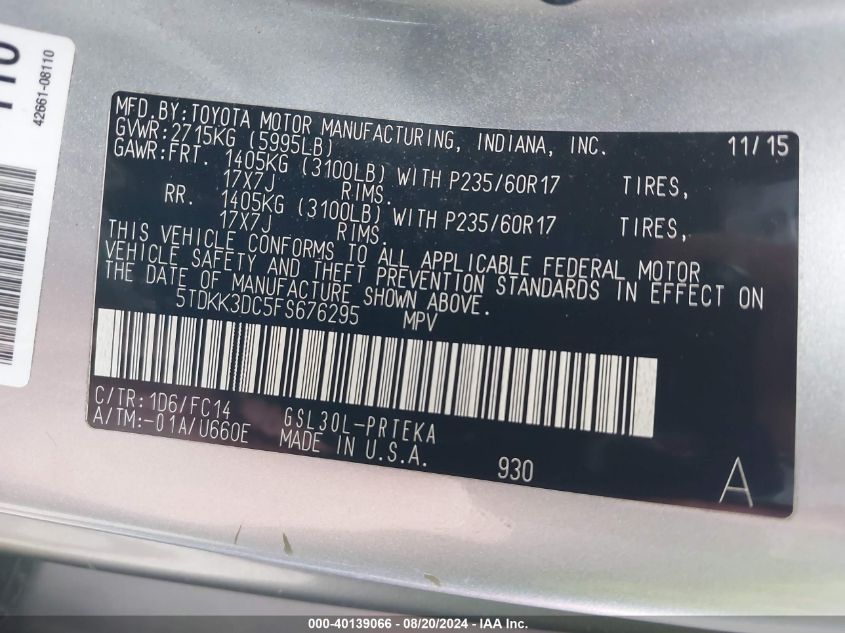 110
42661-08110
MFD.BY:TOYOTA MOTOR MANUFACTURING, INDIANA, INC. 11/15
GVWR:2715KG (5995LB)
GAWR:FRT. 1405KG (3100LB) WITH P235/60R17 TIRES,
17X7J RIMS.
RR. 1405KG (3100LB) WITH P235/60R17 TIRES,
17X7J RIMS.
THIS VEHICLE CONFORMS TO ALL APPLICABLE FEDERAL MOTOR
VEHICLE SAFETY AND THEFT PREVENTION STANDARDS IN EFFECT ON
THE DATE OF MANUFACTURE SHOWN ABOVE.
5TDKK3DC5FS676295 MPV
C/TR:1D6/FC14 GSL30L-PRTEKA
A/TM:-01A/U660E MADE IN U.S.A. 930 A
000-40139066 - 08/20/2024 - IAA Inc.